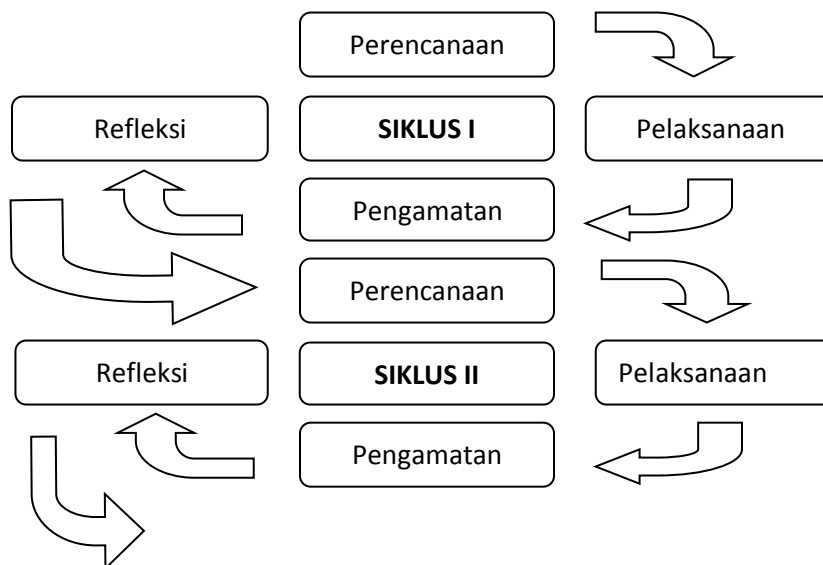 Perencanaan
Refleksi
SIKLUS I
Pelaksanaan
Pengamatan
Perencanaan
Refleksi
SIKLUS II
Pelaksanaan
Pengamatan